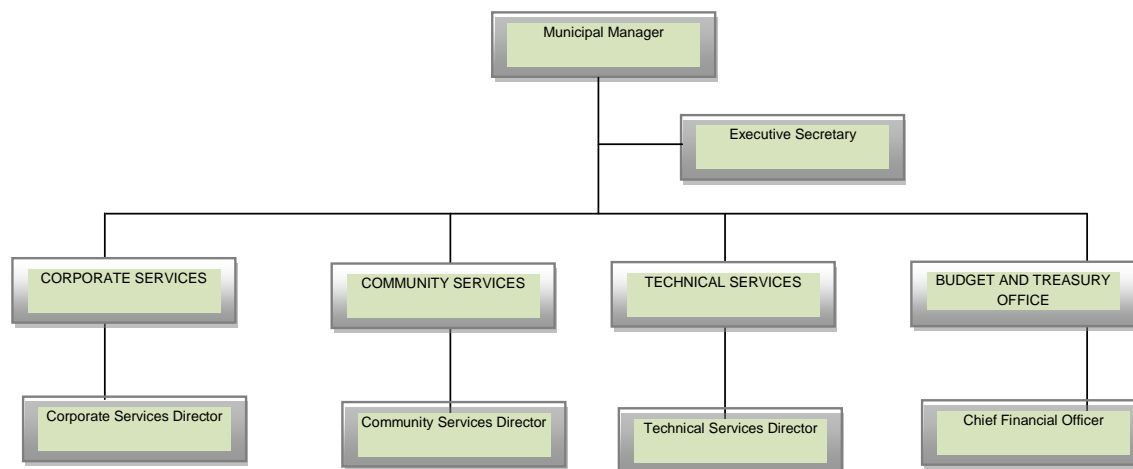 Municipal Manager
Executive Secretary
CORPORATE SERVICES
COMMUNITY SERVICES
TECHNICAL SERVICES
BUDGET AND TREASURY
OFFICE
Corporate Services Director
Community Services Director
Technical Services Director
Chief Financial Officer